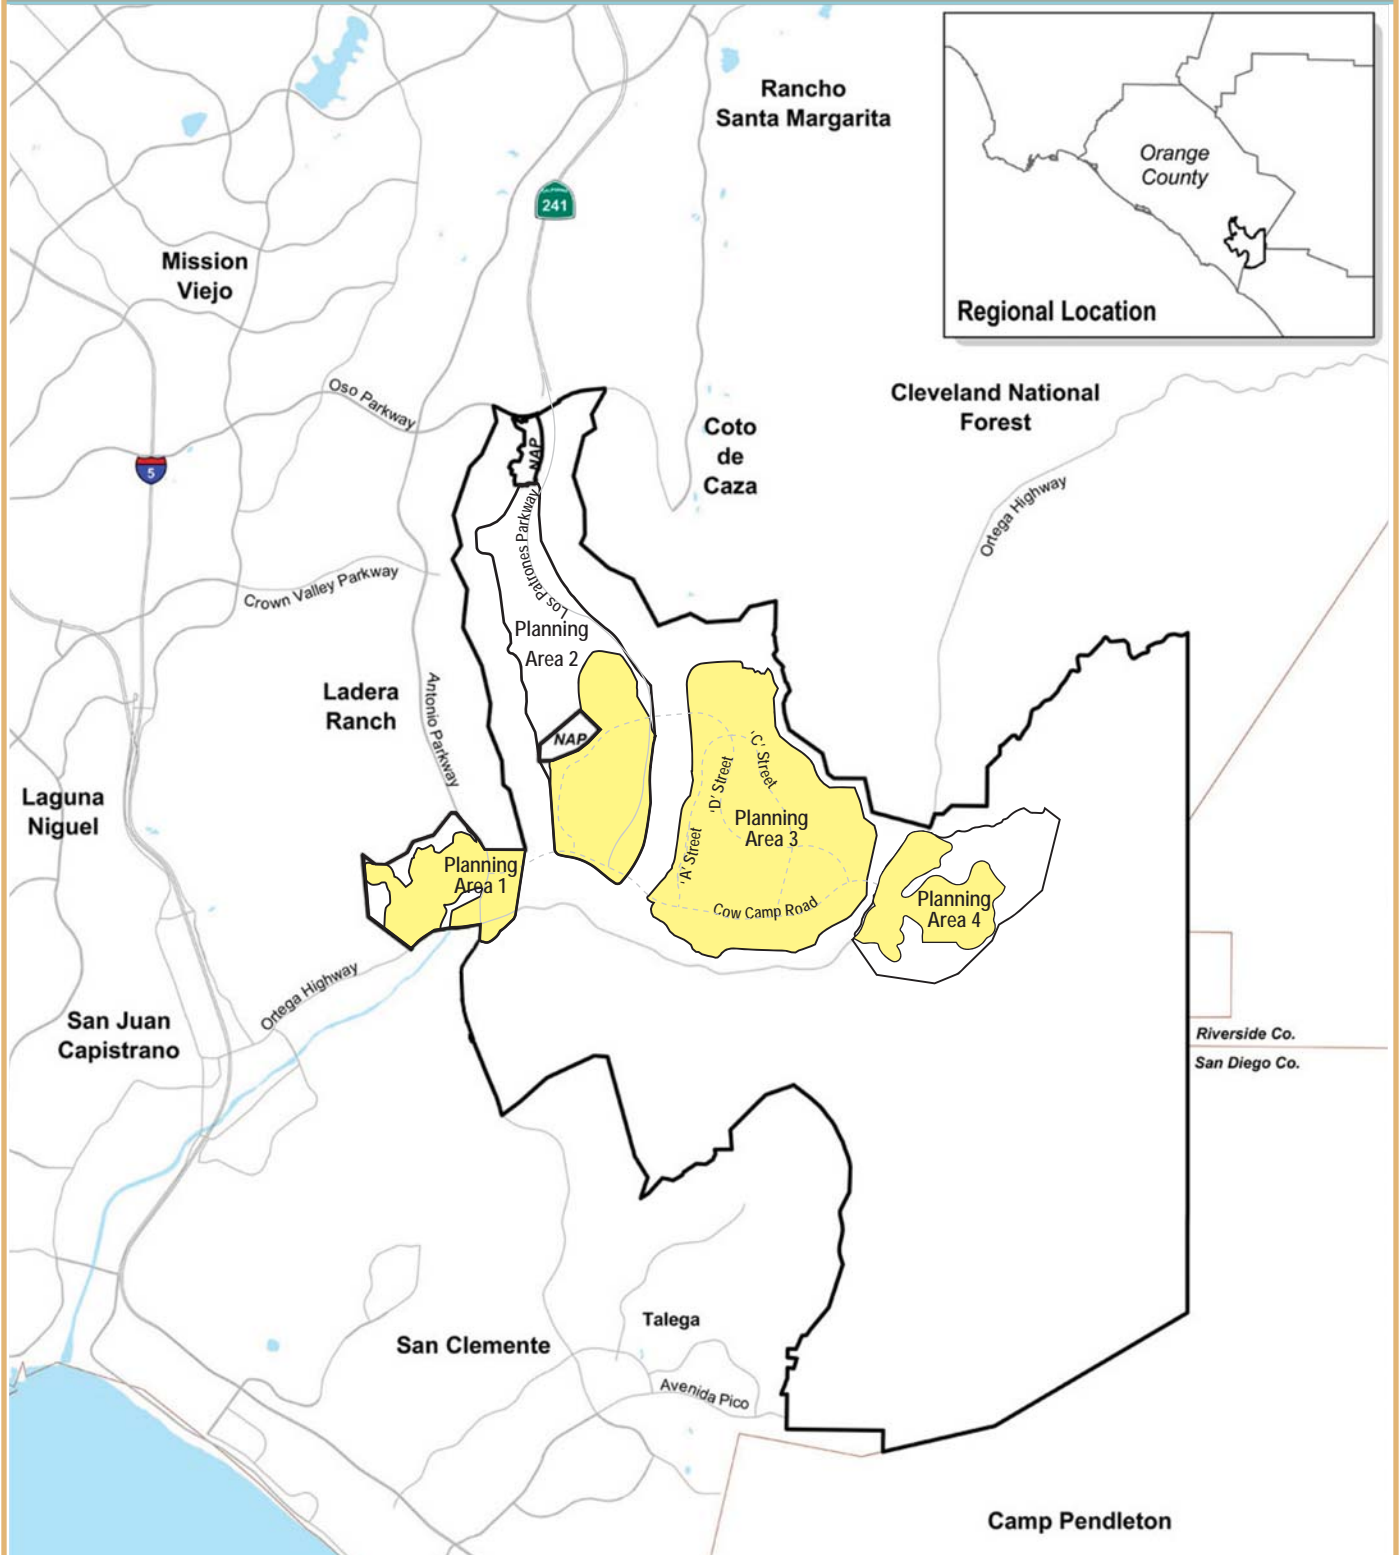 Rancho
Santa Margarita
Orange
County
Regional Location
CALIFORNIA
241
Mission
Viejo
Oso Parkway
Cleveland National
Forest
Coto
de
Caza
NAP
5
Ortega Highway
Los Patrones Parkway
Crown Valley Parkway
Planning
Area 2
Ladera
Ranch
Antonio Parkway
NAP
'C' Street
'D' Street
Laguna
Niguel
Planning
Area 3
'A' Street
Planning
Area 1
Cow Camp Road
Planning
Area 4
Ortega Highway
San Juan
Capistrano
Riverside Co.
San Diego Co.
Talega
San Clemente
Avenida Pico
Camp Pendleton